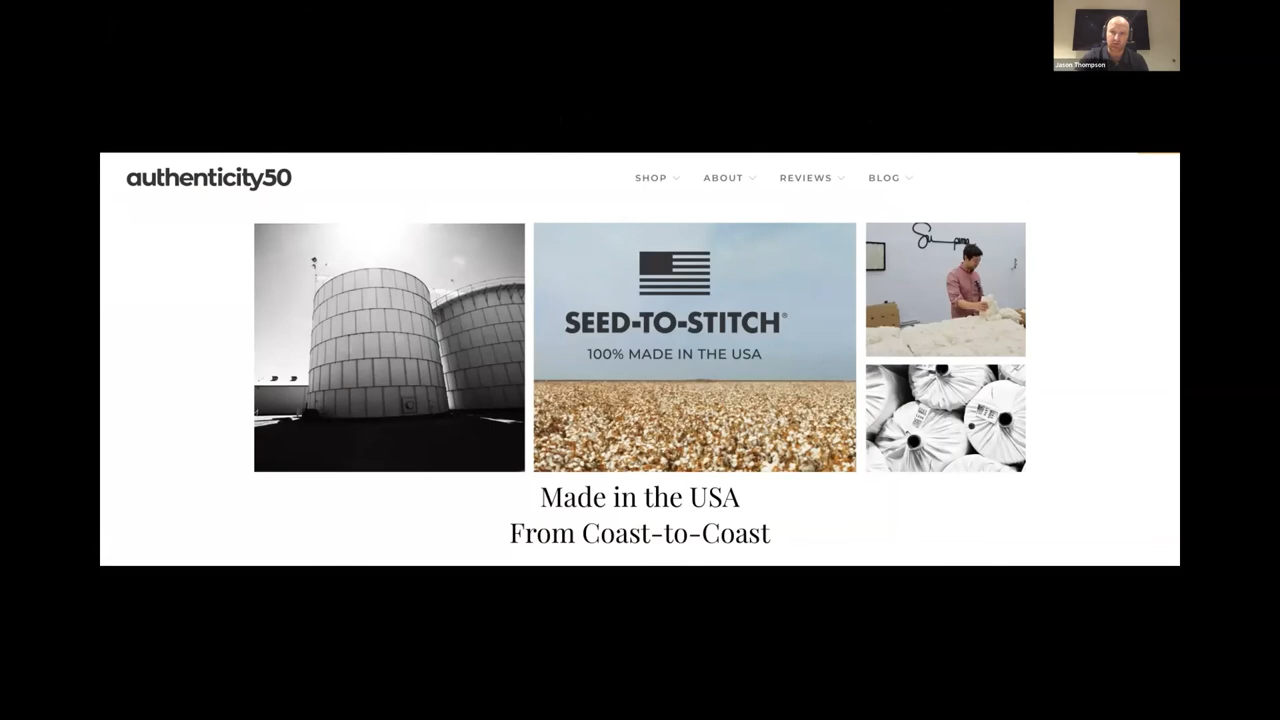 Jason Thompson
authenticity50
SHOP ABOUT REVIEWS BLOG
SEED-TO-STITCH®
100% MADE IN THE USA
Made in the USA
From Coast-to-Coast